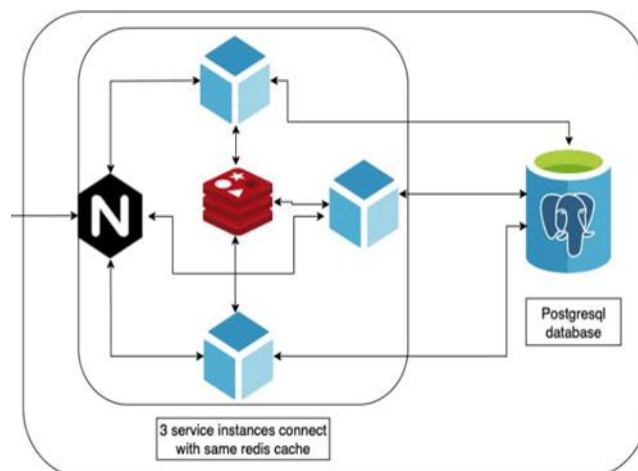 N
Postgresql
database
3 service instances connect
with same redis cache